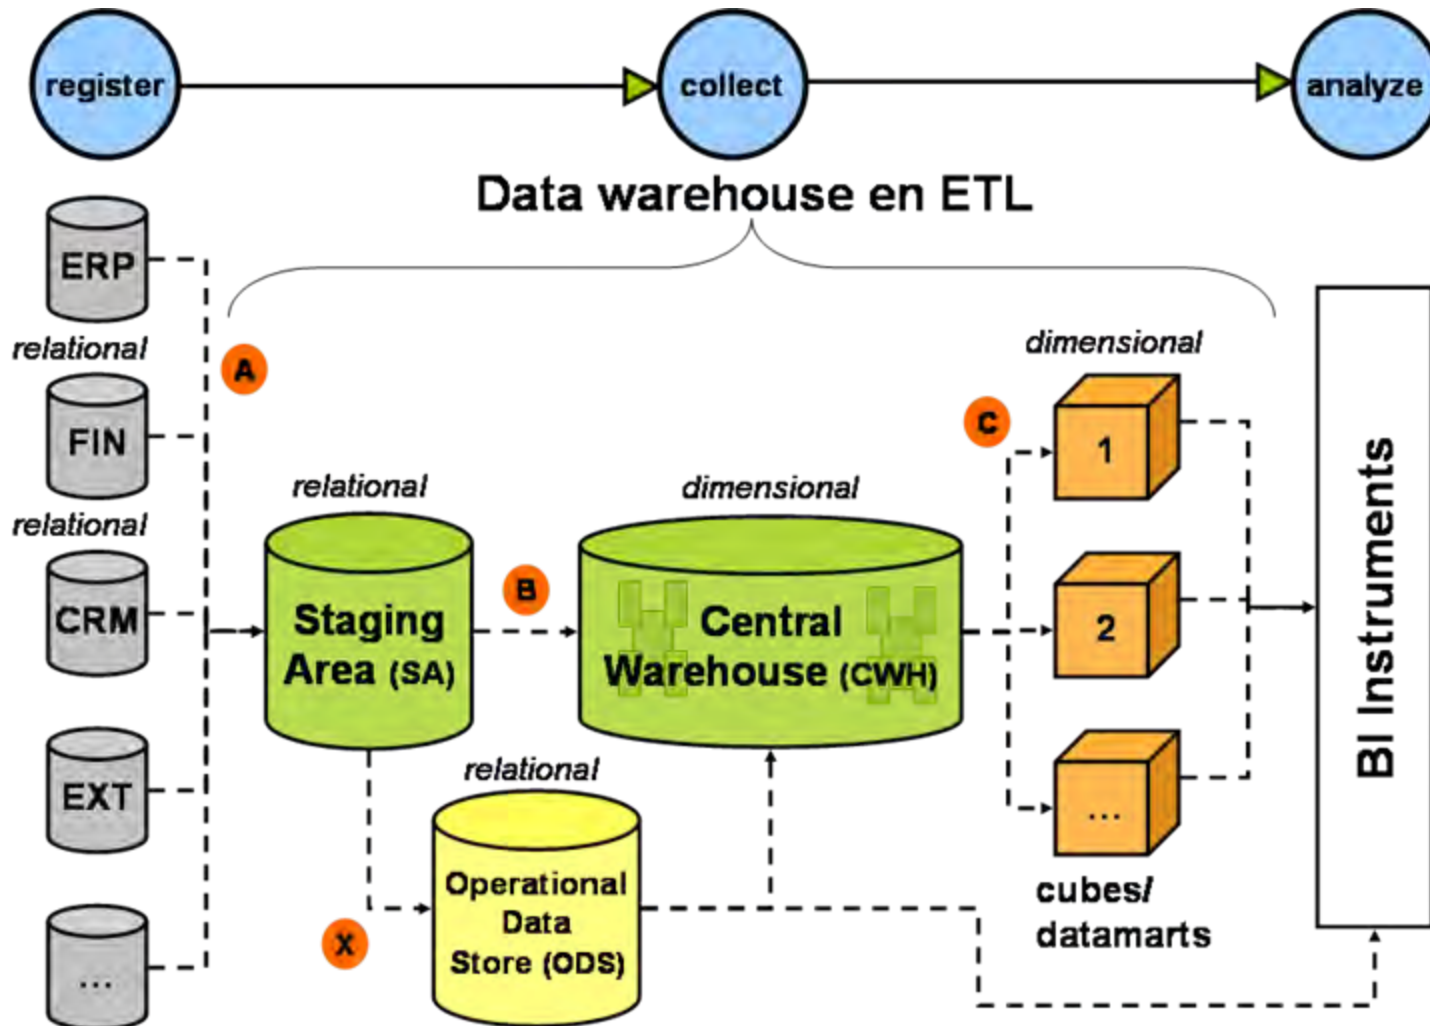 register
collect
analyze
Data warehouse en ETL
ERP
relational
A
FIN
relational
CRM
EXT
...
relational
Staging
Area (SA)
B
dimensional
Central
Warehouse (CWH)
X
relational
Operational
Data
Store (ODS)
C
dimensional
1
2
...
cubes/
datamarts
BI Instruments